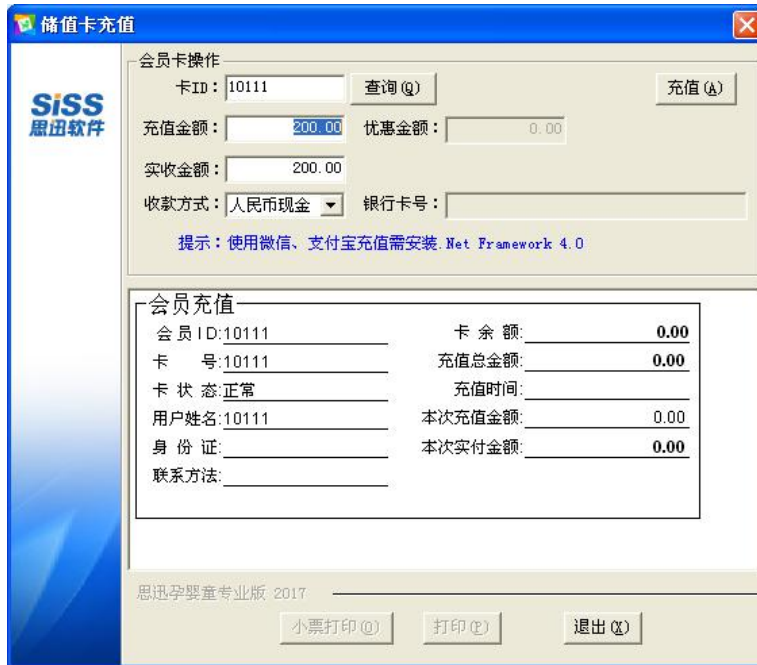 储值卡充值
会员卡操作
卡ID： 10111 查询(Q) 充值(A)
SiSS
思迅软件
充值金额： 200.00 优惠金额： 0.00
实收金额： 200.00
收款方式： 人民币现金 银行卡号：
提示：使用微信、支付宝充值需安装.Net Framework 4.0
会员充值
会员ID:10111 卡余额: 0.00
卡号:10111 充值总金额: 0.00
卡状态:正常 充值时间:
用户姓名:10111 本次充值金额: 0.00
身份证: 本次实付金额: 0.00
联系方法:
思迅孕婴童专业版 2017
小票打印(O) 打印(P) 退出(X)